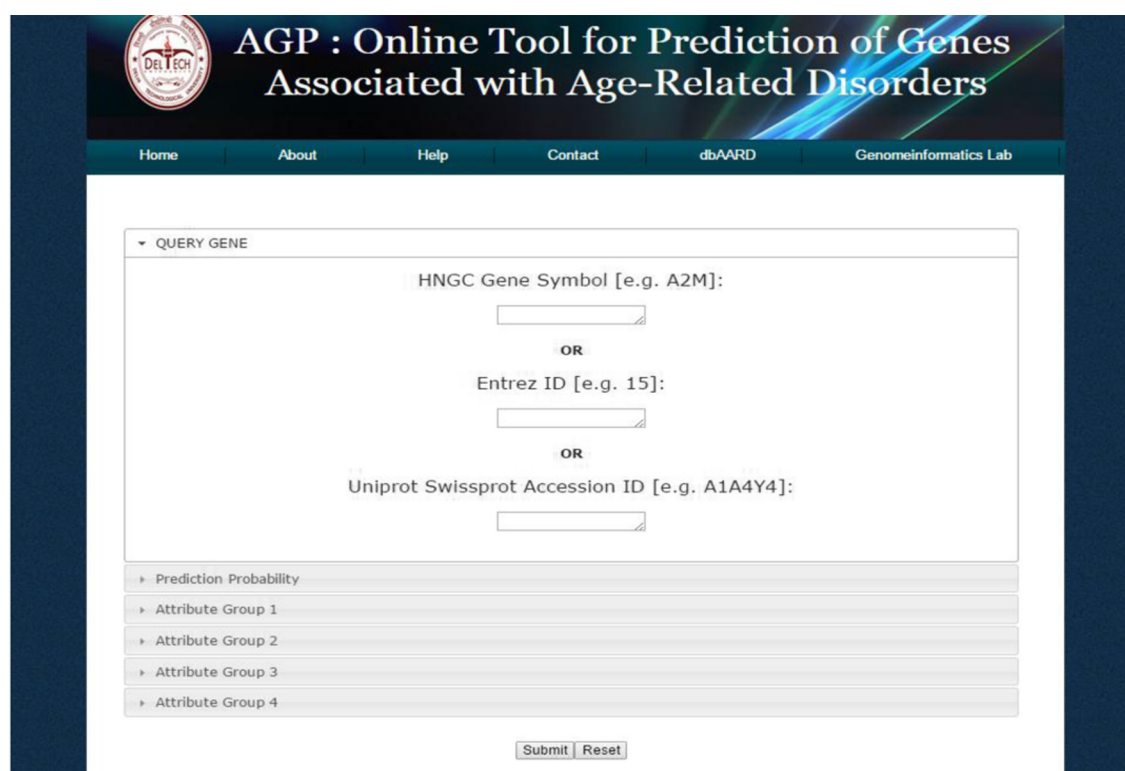 AGP : Online Tool for Prediction of Genes
Associated with Age-Related Disorders
DELTECH
Home About Help Contact dbAARD Genomeinformatics Lab
QUERY GENE
HNGC Gene Symbol [e.g. A2M]:
OR
Entrez ID [e.g. 15]:
OR
Uniprot Swissprot Accession ID [e.g. A1A4Y4]:
Prediction Probability
Attribute Group 1
Attribute Group 2
Attribute Group 3
Attribute Group 4
Submit Reset